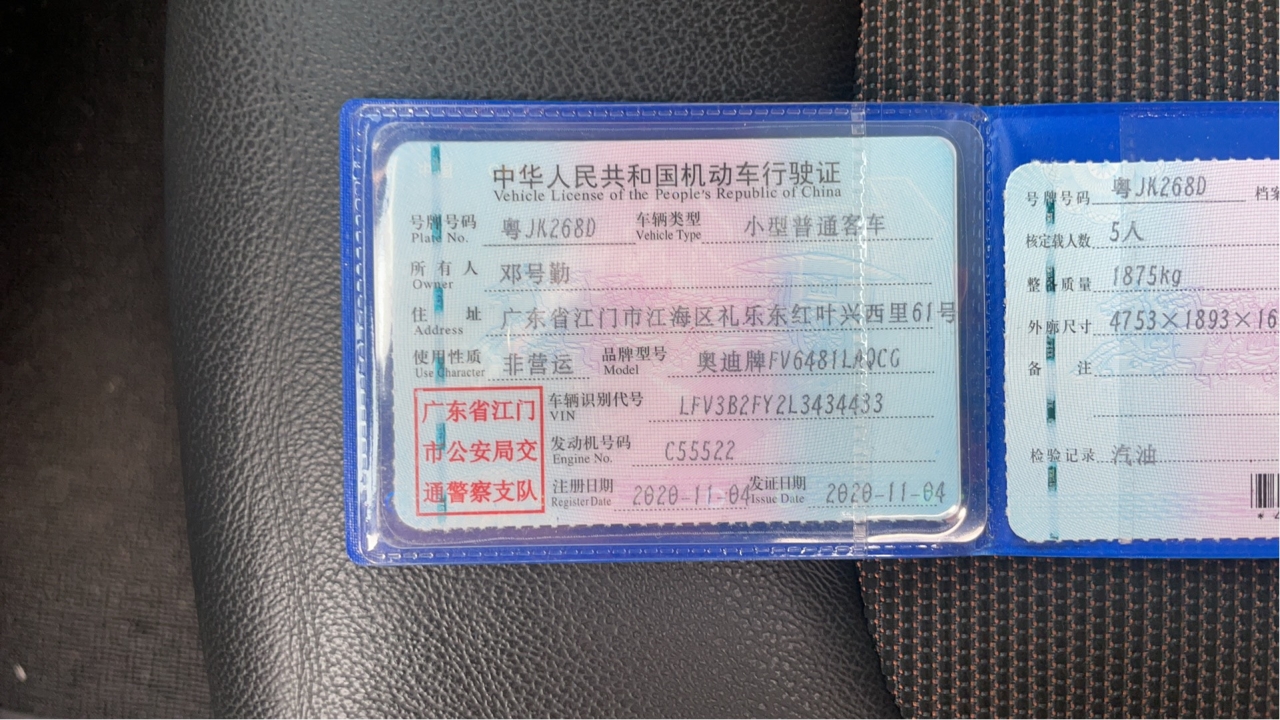 中华人民共和国机动车行驶证
Vehicle License of the People's Republic of China
号牌号码 粤JK268D 车辆类型 小型普通客车
Plate No. Vehicle Type
所有人 邓号勤
Owner
住址 广东省江门市江海区礼乐东红叶兴西里61号
Address
使用性质 非营运 品牌型号 奥迪牌FV6481LAQCG
Use Character Model
广东省江门
市公安局交
通警察支队
车辆识别代号 LFV3B2FY2L3434433
VIN
发动机号码 C55522
Engine No.
注册日期 2020-11-04 发证日期 2020-11-04
Register Date Issue Date
号牌号码 粤JK268D 档案
核定载人数 5人
整备质量 1875kg
外廓尺寸 4753×1893×16
备注
检验记录 汽油